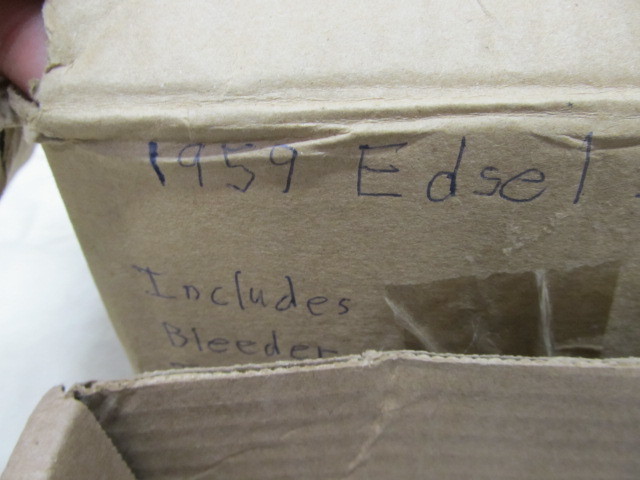 1959 Edsel
Includes
Bleeder